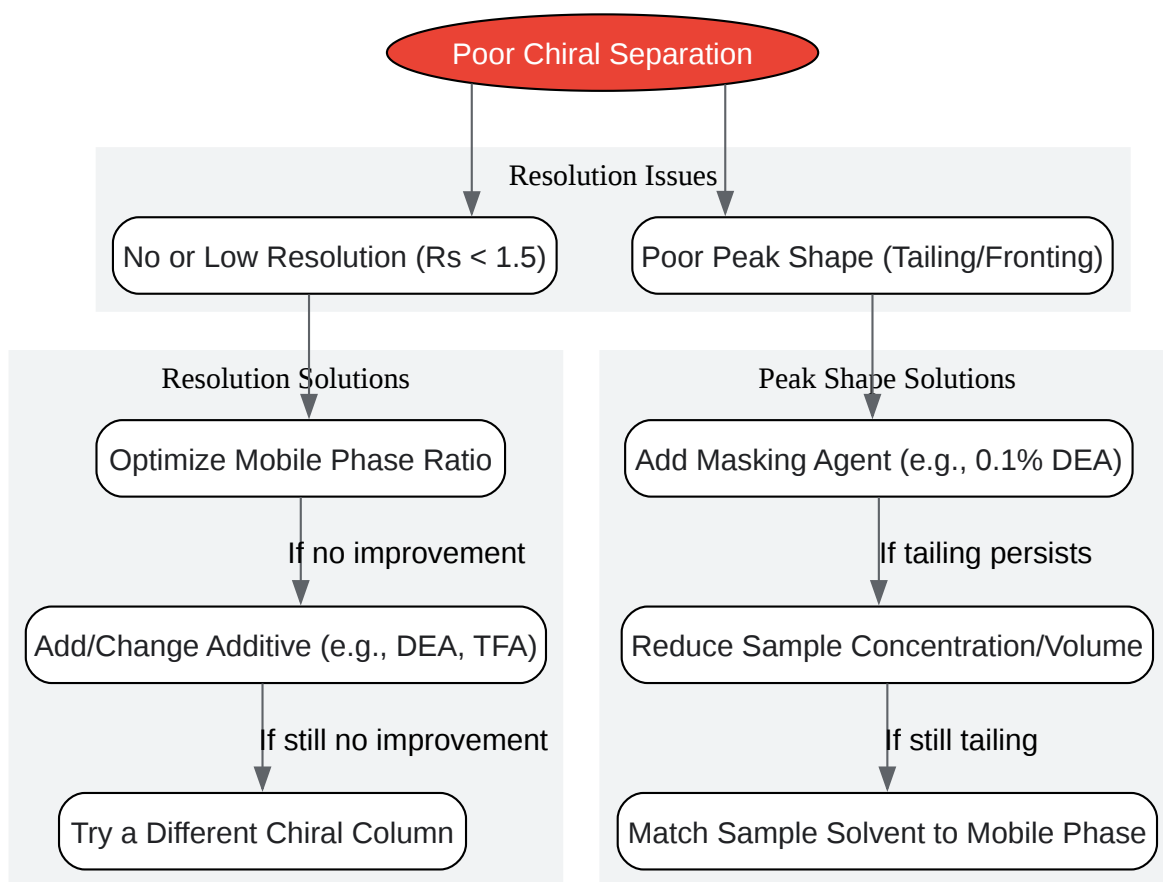 Poor Chiral Separation
Resolution Issues
No or Low Resolution (Rs < 1.5)
Poor Peak Shape (Tailing/Fronting)
Resolution Solutions
Optimize Mobile Phase Ratio
If no improvement
Add/Change Additive (e.g., DEA, TFA)
If still no improvement
Try a Different Chiral Column
Peak Shape Solutions
Add Masking Agent (e.g., 0.1% DEA)
If tailing persists
Reduce Sample Concentration/Volume
If still tailing
Match Sample Solvent to Mobile Phase